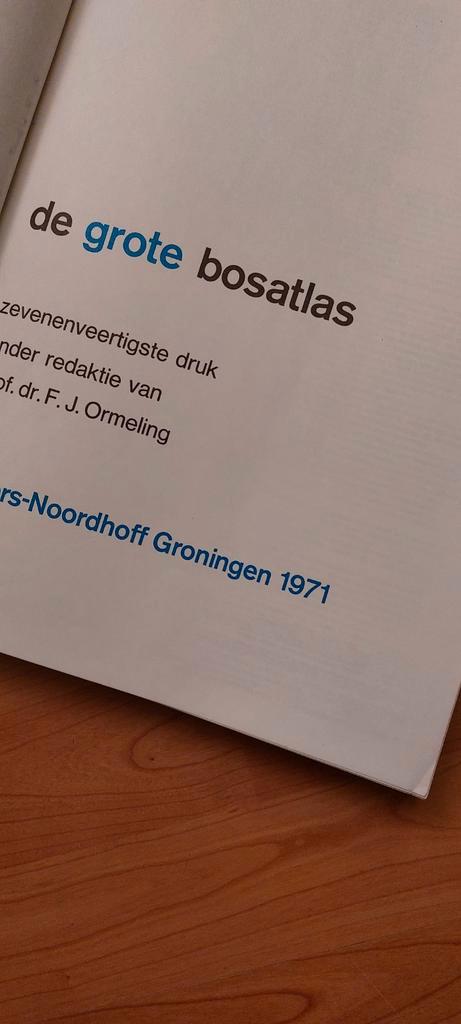 de grote bosatlas
zevenenveertigste druk
nder redaktie van
of. dr. F. J. Ormeling
rs-Noordhoff Groningen 1971